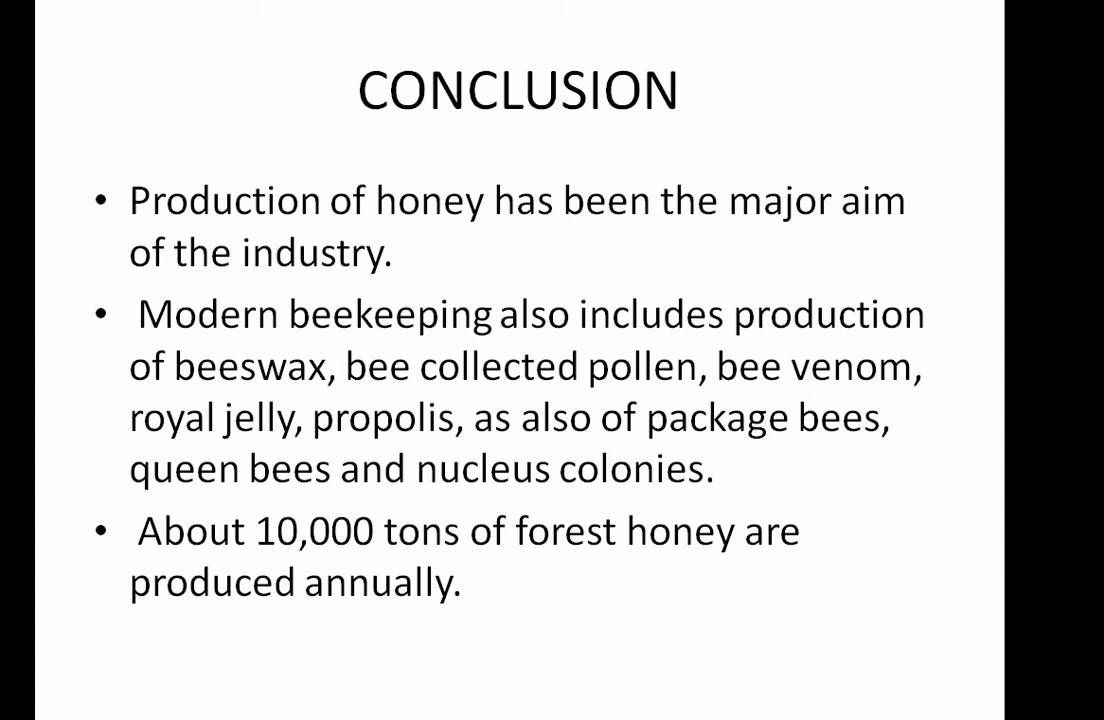 CONCLUSION
• Production of honey has been the major aim
of the industry.
• Modern beekeeping also includes production
of beeswax, bee collected pollen, bee venom,
royal jelly, propolis, as also of package bees,
queen bees and nucleus colonies.
• About 10,000 tons of forest honey are
produced annually.